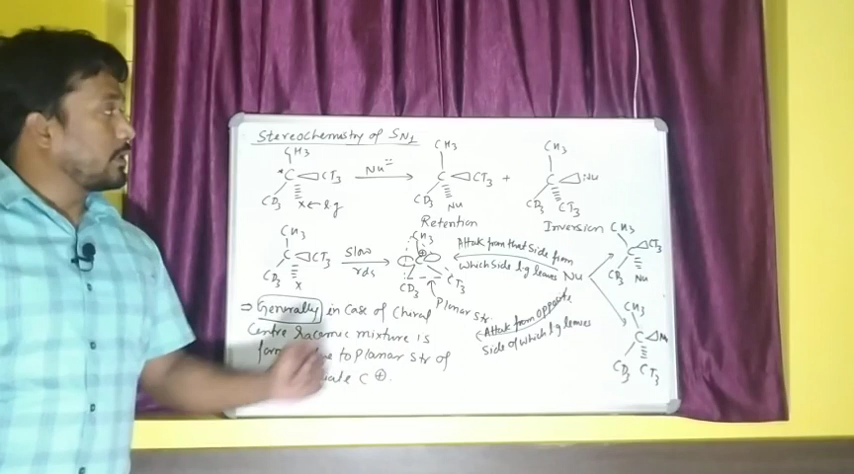 Stereochemistry of SN1
CH3 CH3 CH3
*C CT3 Nu⁻ C CT3 + C Nu
CD3 x ← lg CD3 Nu CD3 CT3
Retention Inversion
CH3 CH3 CH3
C CT3 Slow C ⊕ Attak from that side from C CT3
CD3 x rds CD3 CT3 which side lg leaves Nu CD3 Nu
Planar str.
⇒ Generally in case of Chiral
Centre racemic mixture is
to Planar str of
C ⊕.
Attak from opposite
Side of which lg leaves
CH3
C
CD3 CT3